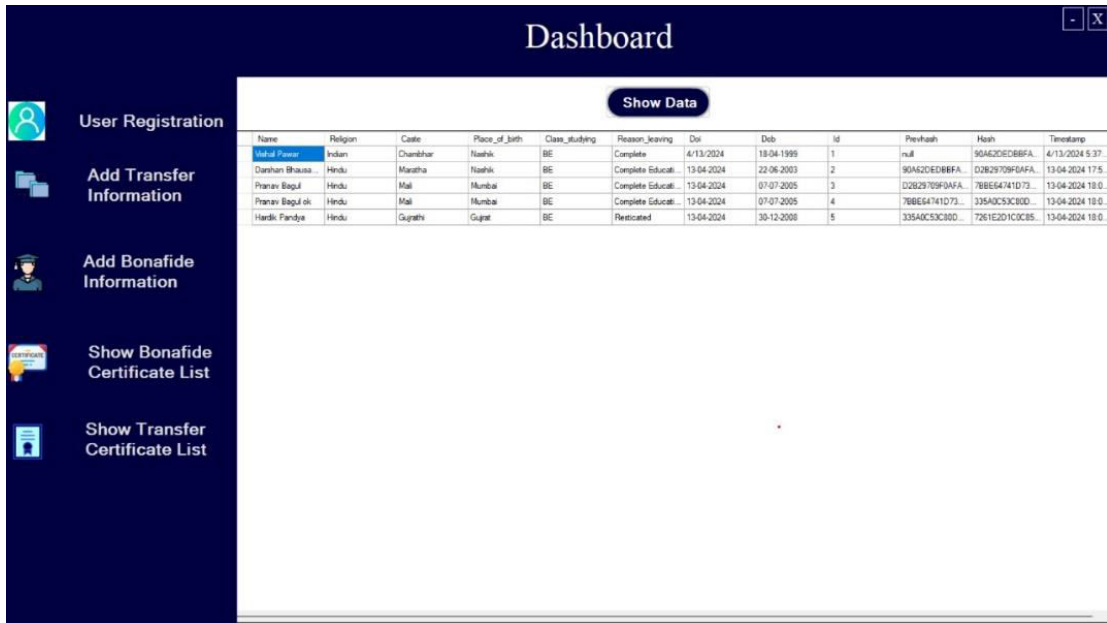 Dashboard
- X
User Registration
Add Transfer
Information
Add Bonafide
Information
Show Bonafide
Certificate List
Show Transfer
Certificate List
CERTIFICATE
Show Data
Name Religion Caste Place_of_birth Class_studying Reason_leaving Doi Dob Id Prevhash Hash Timestamp
Vishal Pawar Indian Chambhar Nashik BE Complete 4/13/2024 18-04-1999 1 null 90A62DEDBBFA... 4/13/2024 5:37...
Darshan Bhausa... Hindu Maratha Nashik BE Complete Educati... 13-04-2024 22-06-2003 2 90A62DEDBBFA... D2B29709F0AFA... 13-04-2024 17:5...
Pranav Bagul Hindu Mali Mumbai BE Complete Educati... 13-04-2024 07-07-2005 3 D2B29709F0AFA... 7BBE64741D73... 13-04-2024 18:0...
Pranav Bagul ok Hindu Mali Mumbai BE Complete Educati... 13-04-2024 07-07-2005 4 7BBE64741D73... 335A0C53C80D... 13-04-2024 18:0...
Hardik Pandya Hindu Gujrathi Gujrat BE Resticated 13-04-2024 30-12-2008 5 335A0C53C80D... 7261E2D1C0C85... 13-04-2024 18:0...